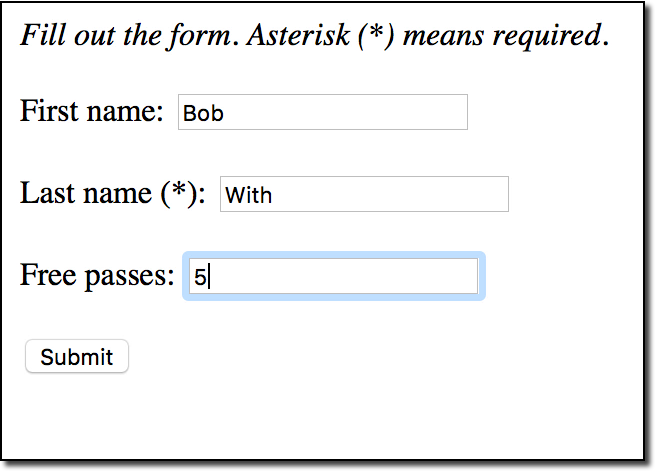 Fill out the form. Asterisk (*) means required.
First name: Bob
Last name (*): With
Free passes: 5
Submit